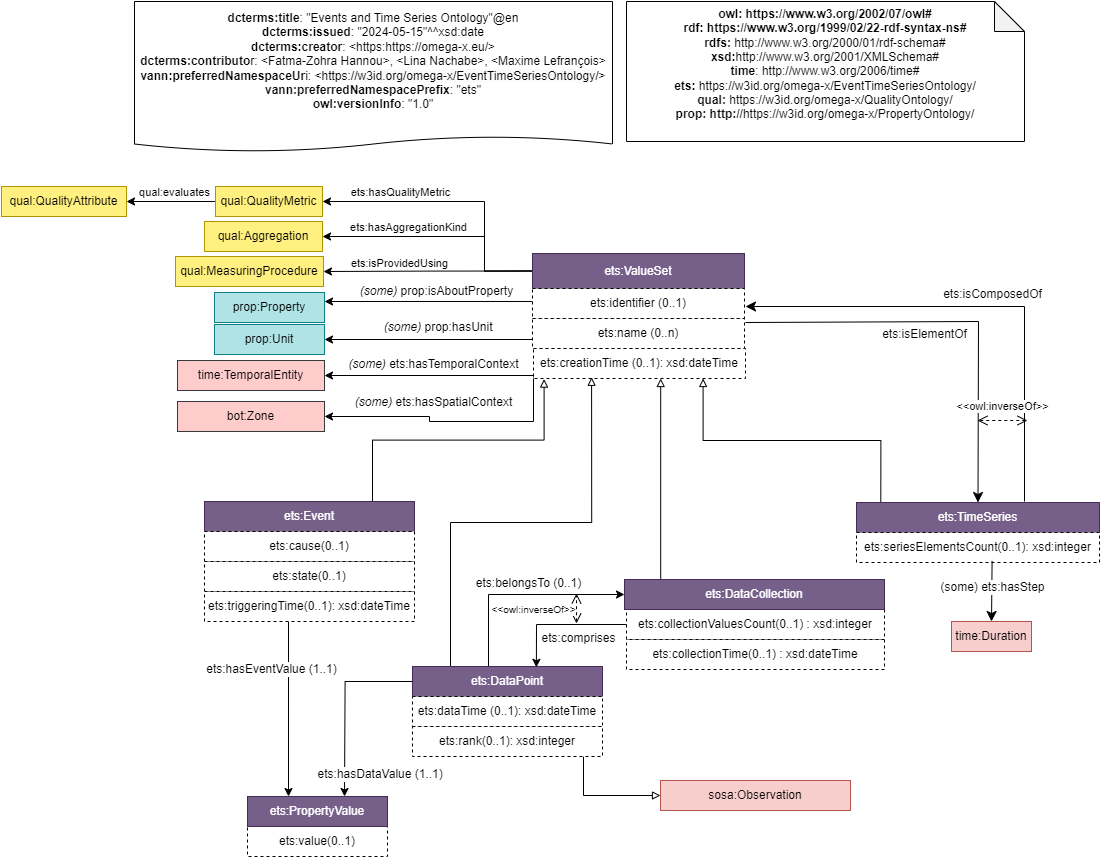 dcterms:title: "Events and Time Series Ontology"@en
dcterms:issued: "2024-05-15"^^xsd:date
dcterms:creator: <https:https://omega-x.eu/>
dcterms:contributor: <Fatma-Zohra Hannou>, <Lina Nachabe>, <Maxime Lefrançois>
vann:preferredNamespaceUri: <https://w3id.org/omega-x/EventTimeSeriesOntology/>
vann:preferredNamespacePrefix: "ets"
owl:versionInfo: "1.0"
owl: https://www.w3.org/2002/07/owl#
rdf: https://www.w3.org/1999/02/22-rdf-syntax-ns#
rdfs: http://www.w3.org/2000/01/rdf-schema#
xsd:http://www.w3.org/2001/XMLSchema#
time: http://www.w3.org/2006/time#
ets: https://w3id.org/omega-x/EventTimeSeriesOntology/
qual: https://w3id.org/omega-x/QualityOntology/
prop: http://https://w3id.org/omega-x/PropertyOntology/
qual:QualityAttribute
qual:evaluates
qual:QualityMetric
ets:hasQualityMetric
qual:Aggregation
ets:hasAggregationKind
qual:MeasuringProcedure
ets:isProvidedUsing
prop:Property
(some) prop:isAboutProperty
prop:Unit
(some) prop:hasUnit
time:TemporalEntity
(some) ets:hasTemporalContext
bot:Zone
(some) ets:hasSpatialContext
ets:ValueSet
ets:identifier (0..1)
ets:name (0..n)
ets:creationTime (0..1): xsd:dateTime
ets:isComposedOf
ets:isElementOf
<<owl:inverseOf>>
ets:Event
ets:cause(0..1)
ets:state(0..1)
ets:triggeringTime(0..1): xsd:dateTime
ets:TimeSeries
ets:seriesElementsCount(0..1): xsd:integer
(some) ets:hasStep
time:Duration
ets:belongsTo (0..1)
<<owl:inverseOf>>
ets:comprises
ets:DataCollection
ets:collectionValuesCount(0..1) : xsd:integer
ets:collectionTime(0..1) : xsd:dateTime
ets:hasEventValue (1..1)
ets:DataPoint
ets:dataTime (0..1): xsd:dateTime
ets:rank(0..1): xsd:integer
ets:hasDataValue (1..1)
sosa:Observation
ets:PropertyValue
ets:value(0..1)